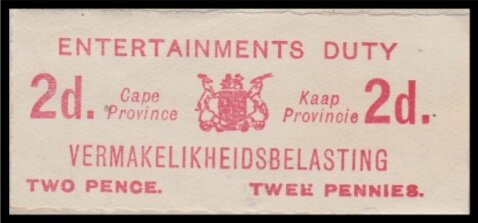 ENTERTAINMENTS DUTY
2d. Cape Province Kaap Provincie 2d.
VERMAKELIKHEIDSBELASTING
TWO PENCE. TWEE PENNIES.